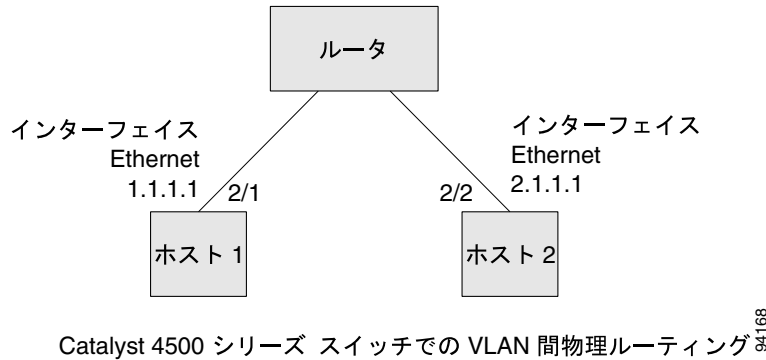 ルータ
インターフェイス
Ethernet
1.1.1.1
2/1
インターフェイス
Ethernet
2.1.1.1
2/2
ホスト 1
ホスト 2
Catalyst 4500 シリーズ スイッチでの VLAN 間物理ルーティング
94168